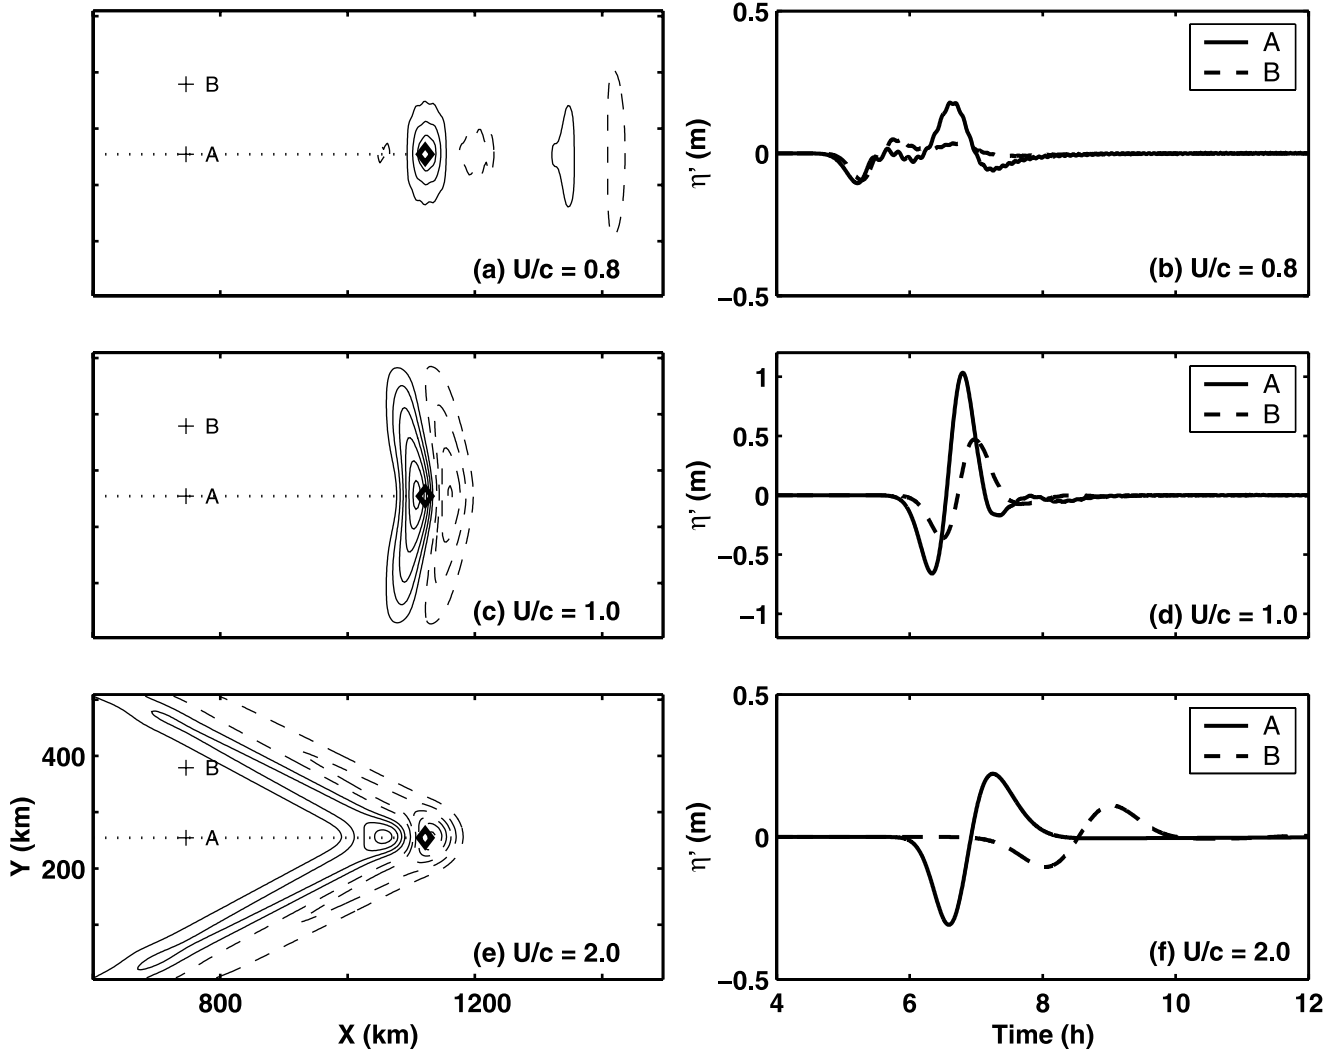 B
A
(a) U/c = 0.8
0.5
0
−0.5
η' (m)
A
B
(b) U/c = 0.8
B
A
(c) U/c = 1.0
1
0.5
0
−0.5
−1
η' (m)
A
B
(d) U/c = 1.0
400
200
Y (km)
B
A
(e) U/c = 2.0
800
1200
X (km)
0.5
0
−0.5
η' (m)
A
B
(f) U/c = 2.0
4
6
8
10
12
Time (h)